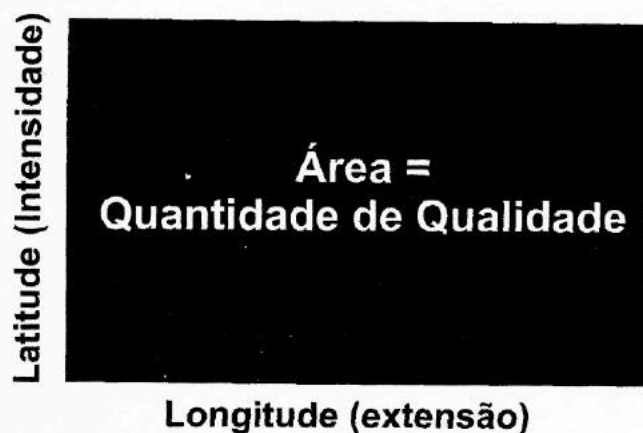 Latitude (Intensidade)
Área =
Quantidade de Qualidade
Longitude (extensão)